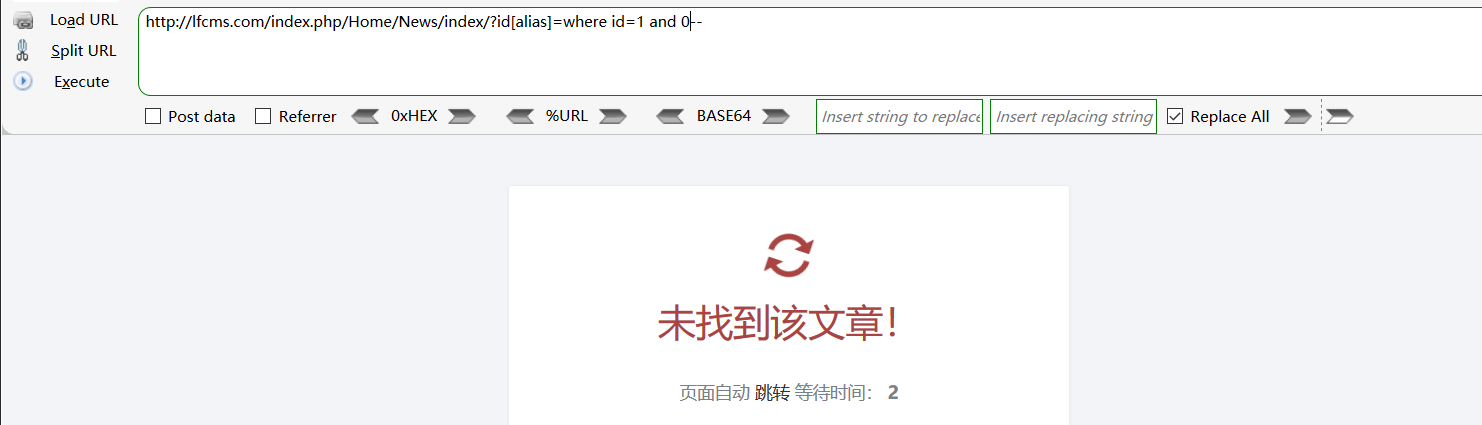 Load URL
http://lfcms.com/index.php/Home/News/index/?id[alias]=where id=1 and 0--
Split URL
Execute
Post data Referrer 0xHEX %URL BASE64 Insert string to replace Insert replacing string Replace All
未找到该文章！
页面自动 跳转 等待时间： 2